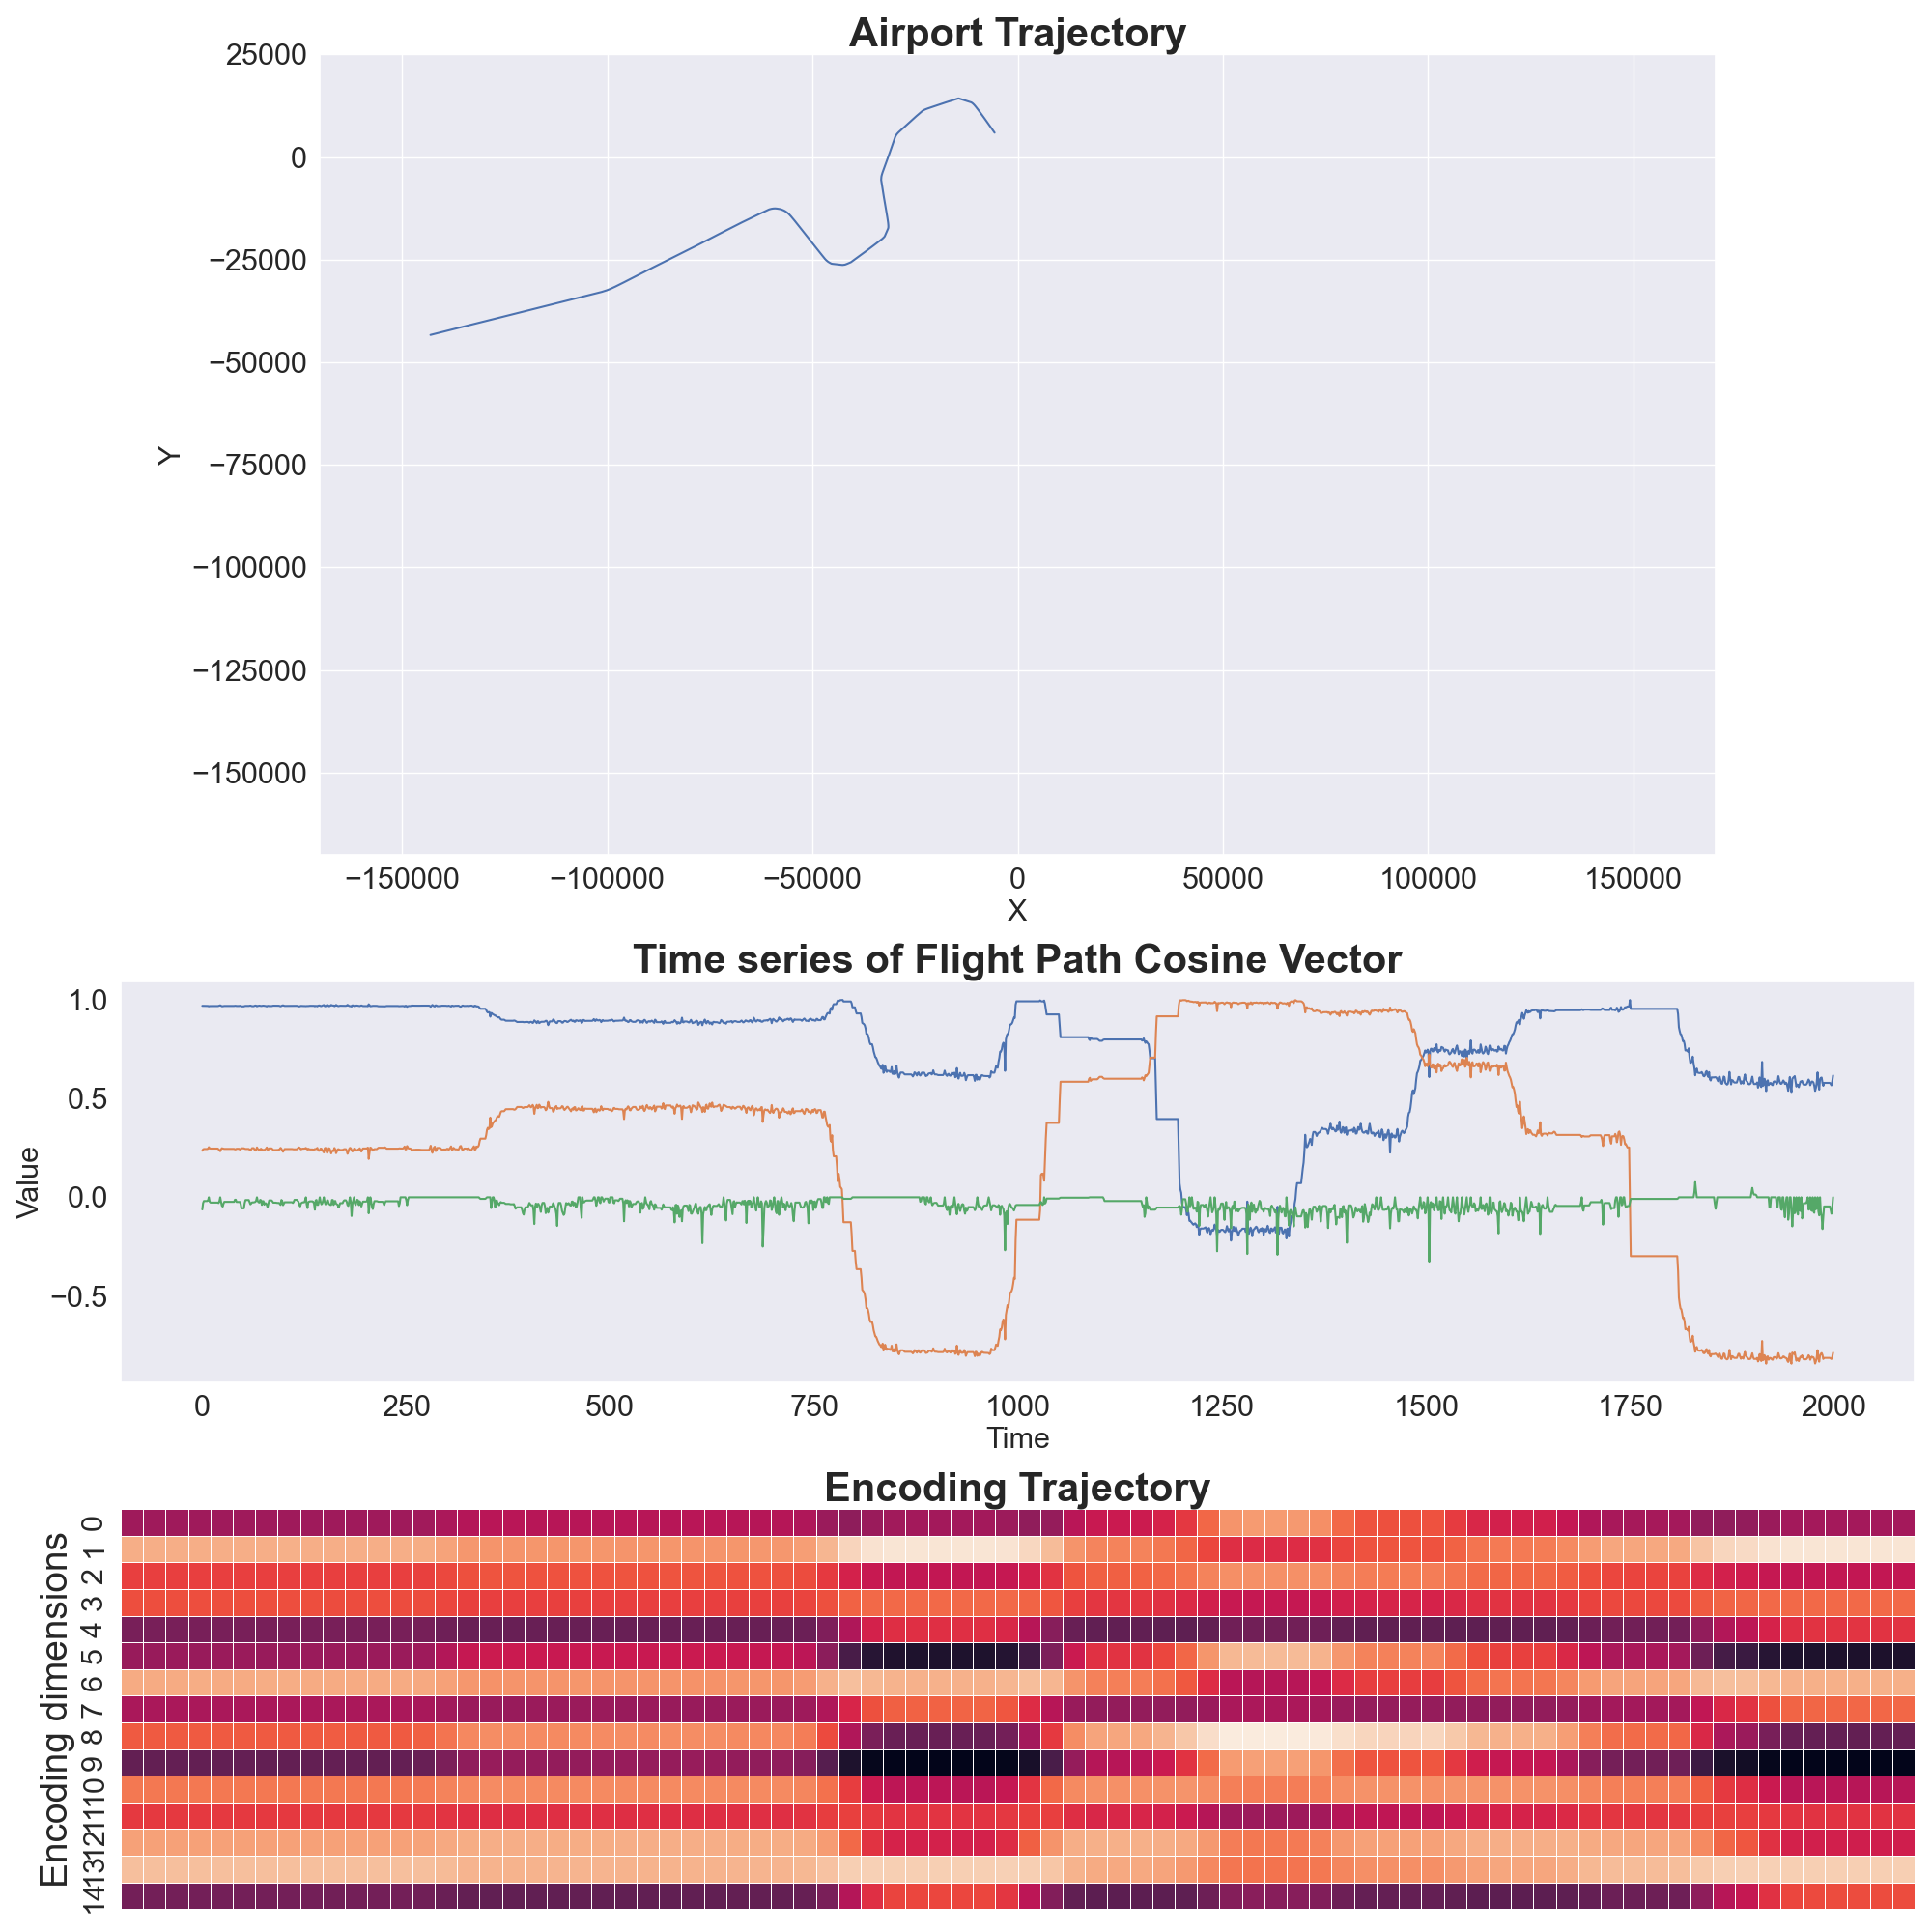 Airport Trajectory
25000
0
−25000
−50000
−75000
−100000
−125000
−150000
Y
−150000 −100000 −50000 0 50000 100000 150000
X
Time series of Flight Path Cosine Vector
1.0
0.5
0.0
−0.5
Value
0 250 500 750 1000 1250 1500 1750 2000
Time
Encoding Trajectory
Encoding dimensions
0
1
2
3
4
5
6
7
8
9
10
11
12
13
14